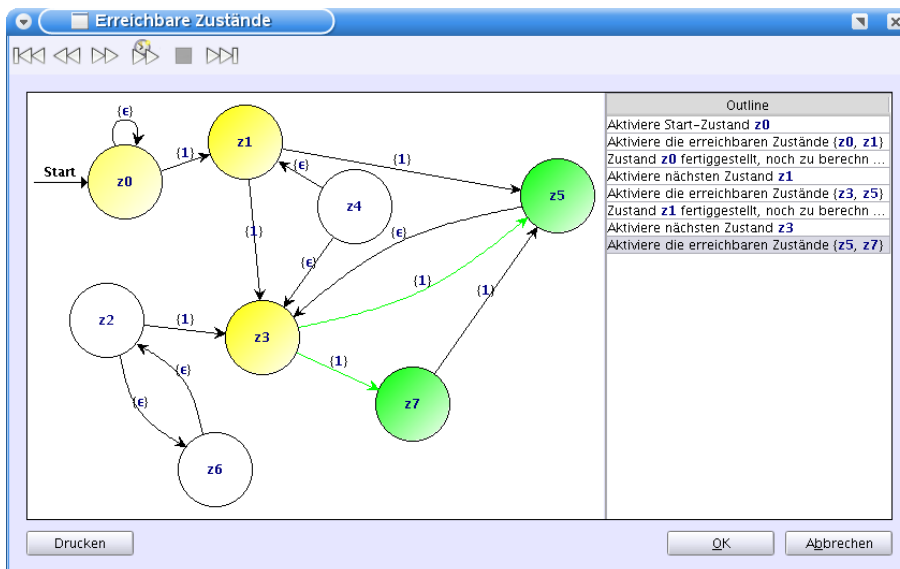 Erreichbare Zustände
Outline
Aktiviere Start-Zustand z0
Aktiviere die erreichbaren Zustände {z0, z1}
Zustand z0 fertiggestellt, noch zu berechn ...
Aktiviere nächsten Zustand z1
Aktiviere die erreichbaren Zustände {z3, z5}
Zustand z1 fertiggestellt, noch zu berechn ...
Aktiviere nächsten Zustand z3
Aktiviere die erreichbaren Zustände {z5, z7}
{ϵ}
z1
{1}
{1}
Start
z0
{ϵ}
z4
z5
{1}
{ϵ}
{ϵ}
{1}
{1}
z2
{1}
z3
{1}
{ϵ}
{ϵ}
z7
z6
Drucken
OK
Abbrechen